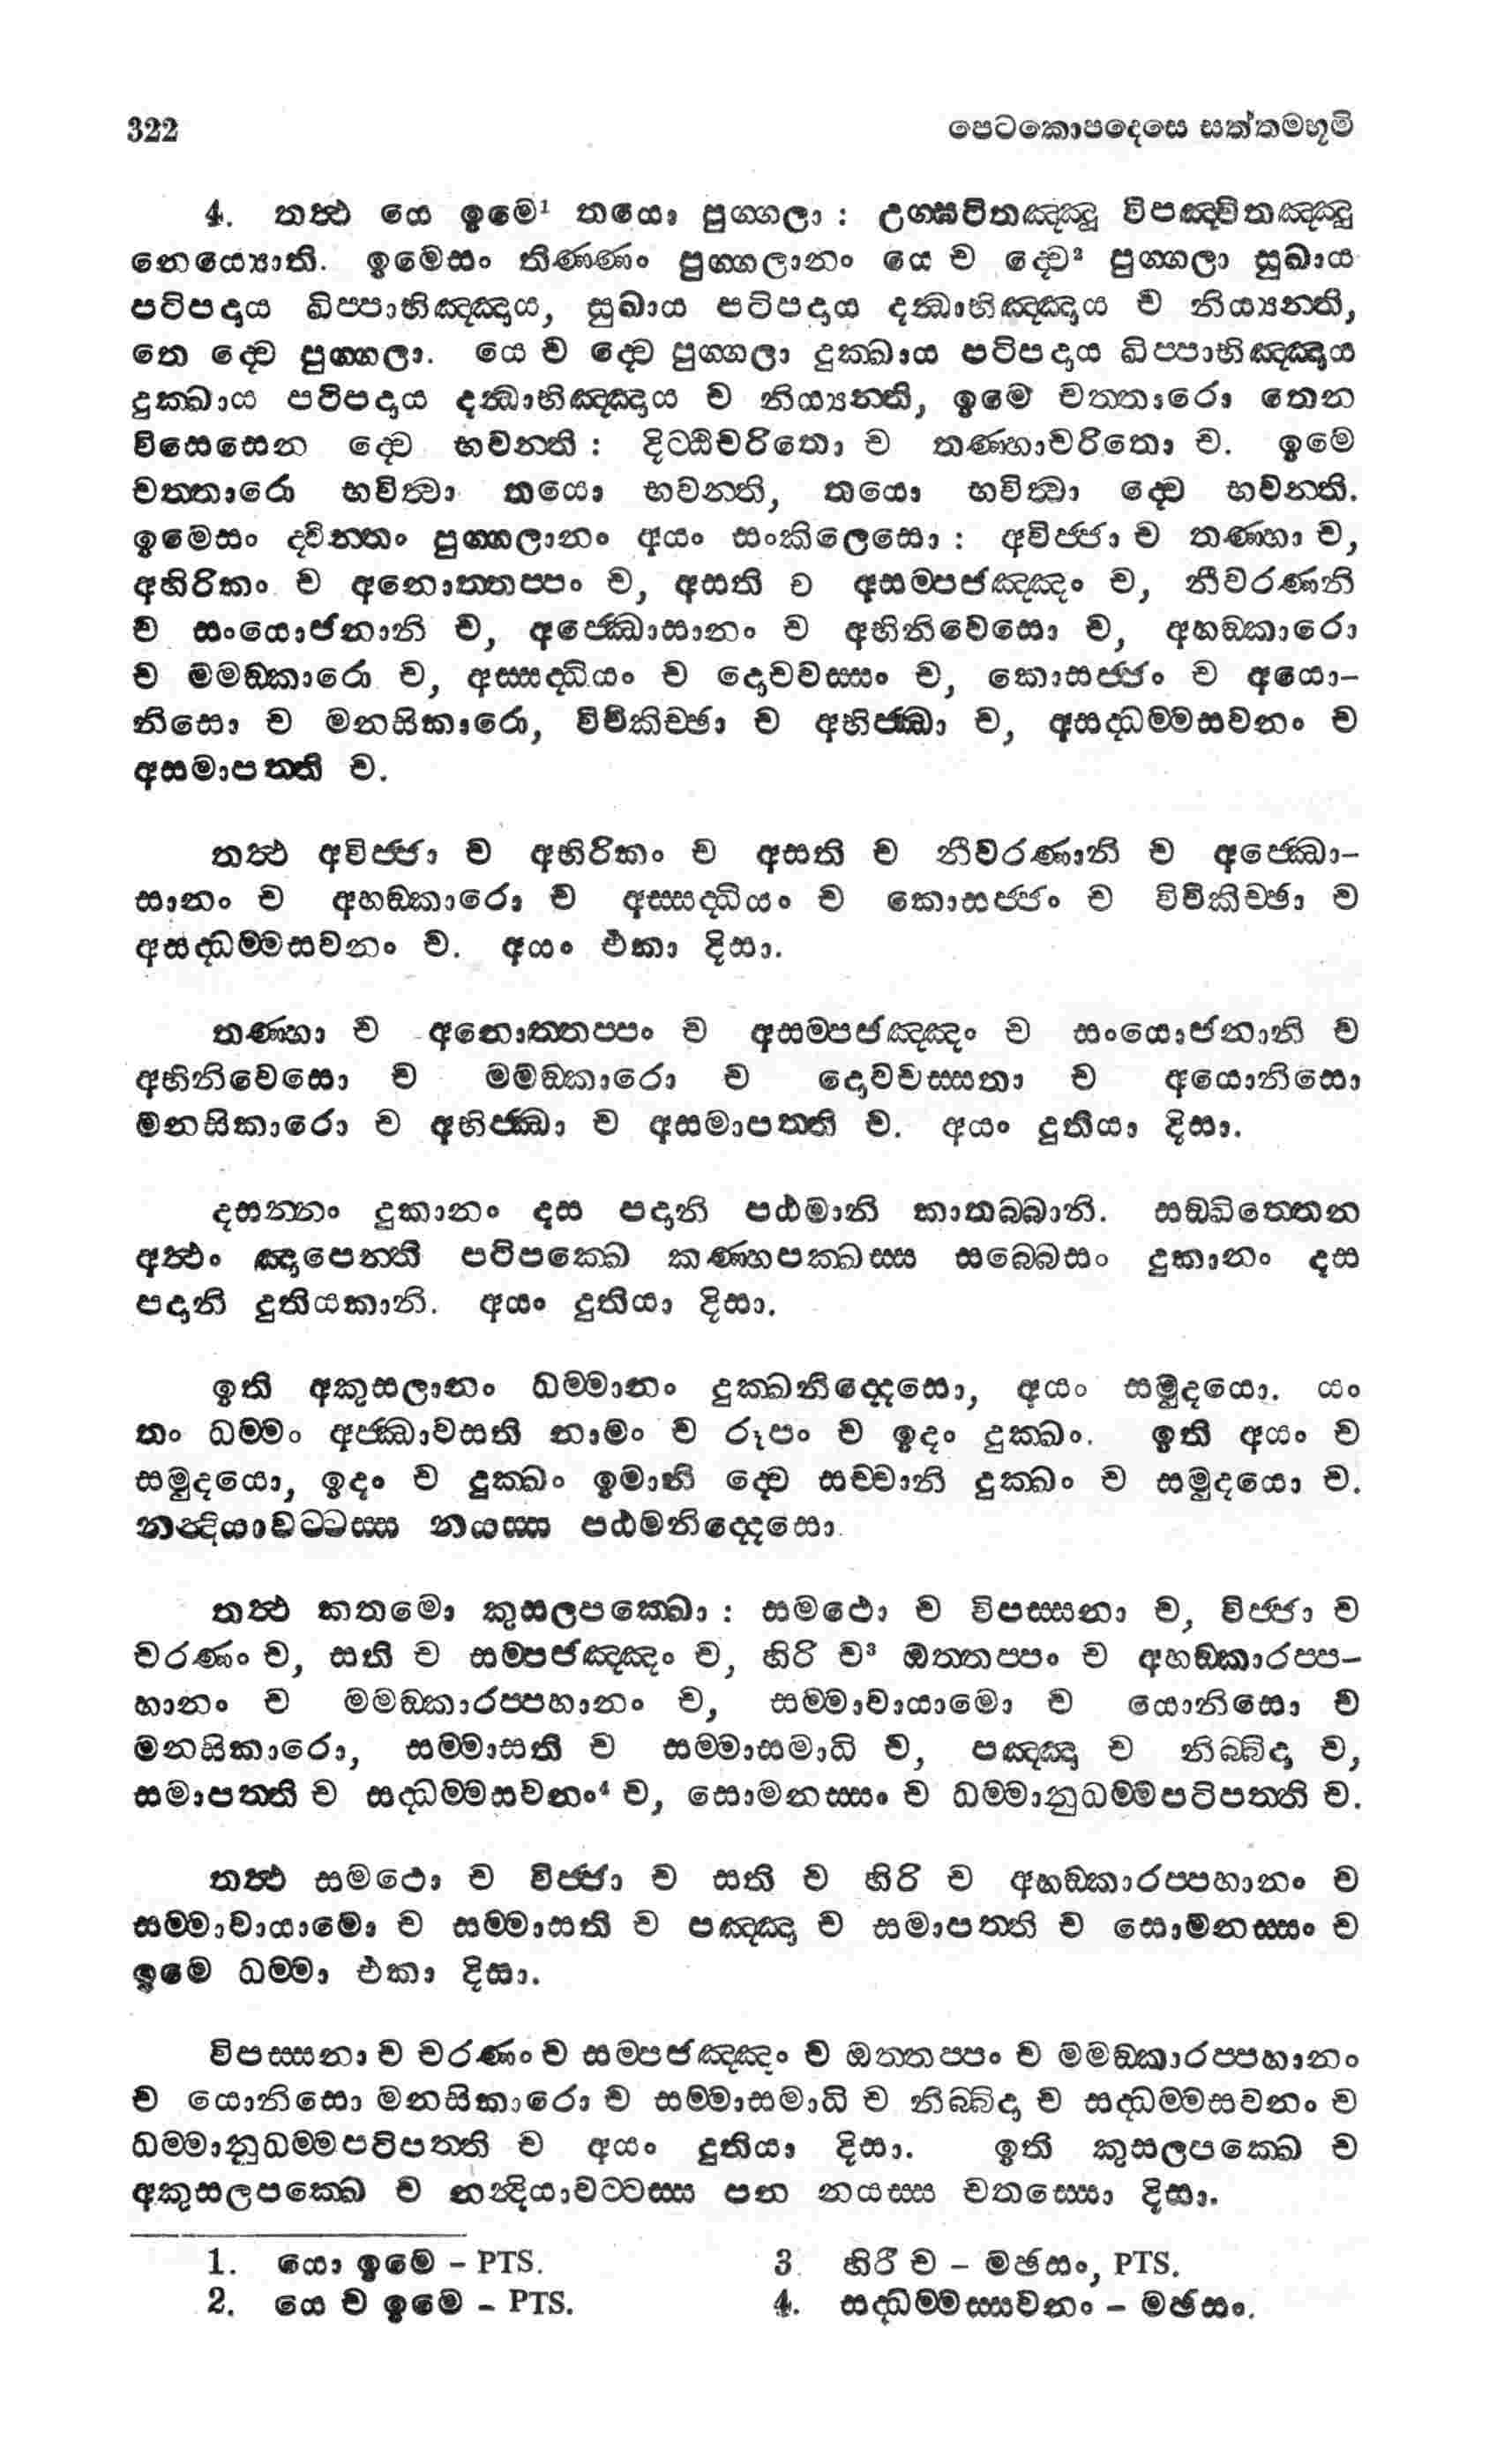 322
පෙටකොපදෙසෙ සත්තමභූමි
4. තත්‍ථ යෙ ඉමෙ¹ තයො පුග‍්ගලා : උග‍්ඝටිතඤ‍්ඤූ විපඤ‍්චිතඤ‍්ඤූ
නෙය්‍යොති. ඉමෙසං තිණ‍්ණං පුග‍්ගලානං යෙ ච ද‍්වෙ² පුග‍්ගලා සුඛාය
පටිපදාය ඛිප‍්පාභිඤ‍්ඤාය, සුඛාය පටිපදාය දන්‍ධාභිඤ‍්ඤාය ච නිය්‍යන‍්ති,
තෙ ද‍්වෙ පුග‍්ගලා. යෙ ච ද‍්වෙ පුග‍්ගලා දුක‍්ඛාය පටිපදාය ඛිප‍්පාභිඤ‍්ඤාය
දුක‍්ඛාය පටිපදාය දන්‍ධාභිඤ‍්ඤාය ච නිය්‍යන‍්ති, ඉමෙ චත‍්තාරො තෙන
විසෙසෙන ද‍්වෙ භවන‍්ති : දිට‍්ඨිචරිතො ච තණ‍්හාචරිතො ච. ඉමෙ
චත‍්තාරො භවිත්‍වා තයො භවන‍්ති, තයො භවිත්‍වා ද‍්වෙ භවන‍්ති.
ඉමෙසං ද‍්වින‍්නං පුග‍්ගලානං අයං සංකිලෙසො : අවිජ‍්ජා ච තණ‍්හා ච,
අහිරිකං ච අනොත‍්තප‍්පං ච, අසති ච අසම‍්පජඤ‍්ඤං ච, නීවරණනි
ච සංයොජනානි ච, අජ‍්ඣොසානං ච අභිනිවෙසො ච, අහඞ‍්කාරො
ච මමඞ‍්කාරො ච, අස‍්සද‍්ධියං ච දොවචස‍්සං ච, කොසජ‍්ජං ච අයො-
නිසො ච මනසිකාරො, විචිකිච‍්ඡා ච අභිජ‍්ඣා ච, අසද‍්ධම‍්මසවනං ච
අසමාපත‍්ති ච.
තත්‍ථ අවිජ‍්ජා ච අහිරිකං ච අසති ච නීවරණානි ච අජ‍්ඣො-
සානං ච අහඞ‍්කාරො ච අස‍්සද‍්ධියං ච කොසජ‍්ජං ච විචිකිච‍්ඡා ච
අසද‍්ධම‍්මසවනං ච. අයං එකා දිසා.
තණ‍්හා ච අනොත‍්තප‍්පං ච අසම‍්පජඤ‍්ඤං ච සංයොජනානි ච
අභිනිවෙසො ච මමඞ‍්කාරො ච දොවචස‍්සතා ච අයොනිසො
මනසිකාරො ච අභිජ‍්ඣා ච අසමාපත‍්ති ච. අයං දුතියා දිසා.
දසන‍්නං දුකානං දස පදානි පඨමානි කාතබ‍්බානි. සඞ‍්ඛිත‍්තෙන
අත්‍ථං ඤාපෙන‍්ති පටිපක‍්ඛෙ කණ‍්හපක‍්ඛස‍්ස සබ‍්බෙසං දුකානං දස
පදානි දුතියකානි. අයං දුතියා දිසා.
ඉති අකුසලානං ධම‍්මානං දුක‍්ඛනිද‍්දෙසො, අයං සමුදයො. යං
තං ධම‍්මං අජ‍්ඣාවසති නාමං ච රූපං ච ඉදං දුක‍්ඛං. ඉති අයං ච
සමුදයො, ඉදං ච දුක‍්ඛං ඉමානි ද‍්වෙ සච‍්චානි දුක‍්ඛං ච සමුදයො ච.
නන්‍දියාවට‍්ටස‍්ස නයස‍්ස පඨමනිද‍්දෙසො.
තත්‍ථ කතමො කුසලපක‍්ඛො : සමථො ච විපස‍්සනා ච, විජ‍්ජා ච
චරණං ච, සති ච සම‍්පජඤ‍්ඤං ච, හිරි ච³ ඔත‍්තප‍්පං ච අහඞ‍්කාරප‍්ප-
හානං ච මමඞ‍්කාරප‍්පහානං ච, සම‍්මාවායාමො ච යොනිසො ච
මනසිකාරො, සම‍්මාසති ච සම‍්මාසමාධි ච, පඤ‍්ඤා ච නිබ‍්බිදා ච,
සමාපත‍්ති ච සද‍්ධම‍්මසවනං⁴ ච, සොමනස‍්සං ච ධම‍්මානුධම‍්මපටිපත‍්ති ච.
තත්‍ථ සමථො ච විජ‍්ජා ච සති ච හිරි ච අහඞ‍්කාරප‍්පහානං ච
සම‍්මාවායාමො ච සම‍්මාසති ච පඤ‍්ඤා ච සමාපත‍්ති ච සොමනස‍්සං ච
ඉමෙ ධම‍්මා එකා දිසා.
විපස‍්සනා ච චරණං ච සම‍්පජඤ‍්ඤං ච ඔත‍්තප‍්පං ච මමඞ‍්කාරප‍්පහානං
ච යොනිසො මනසිකාරො ච සම‍්මාසමාධි ච නිබ‍්බිදා ච සද‍්ධම‍්මසවනං ච
ධම‍්මානුධම‍්මපටිපත‍්ති ච අයං දුතියා දිසා. ඉති කුසලපක‍්ඛෙ ච
අකුසලපක‍්ඛෙ ච නන්‍දියාවට‍්ටස‍්ස පන නයස‍්ස චතස‍්සො දිසා.
1. යො ඉමෙ – PTS.
2. යෙ ච ඉමෙ – PTS.
3. හිරී ච – මඡසං, PTS.
4. සද‍්ධම‍්මස‍්සවනං – මඡසං.